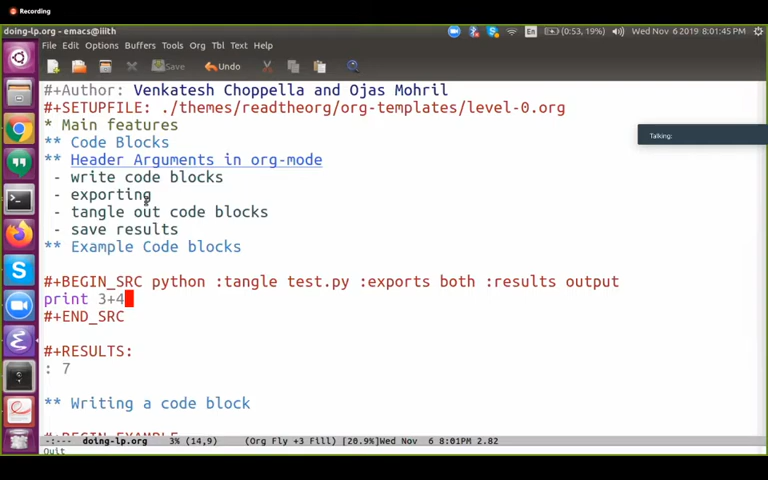 Recording
doing-lp.org - emacs@iiith
En
(0:53, 19%)
Wed Nov 6 2019 8:01:45 PM
File Edit Options Buffers Tools Org Tbl Text Help
Save
Undo
#+Author: Venkatesh Choppella and Ojas Mohril
#+SETUPFILE: ./themes/readtheorg/org-templates/level-0.org
* Main features
** Code Blocks
** Header Arguments in org-mode
- write code blocks
- exporting
- tangle out code blocks
- save results
** Example Code blocks
#+BEGIN_SRC python :tangle test.py :exports both :results output
print 3+4
#+END_SRC
#+RESULTS:
: 7
** Writing a code block
#+BEGIN_EXAMPLE
-:--- doing-lp.org 3% (14,9) (Org Fly +3 Fill) [20.9%]Wed Nov 6 8:01PM 2.82
Quit
Talking: